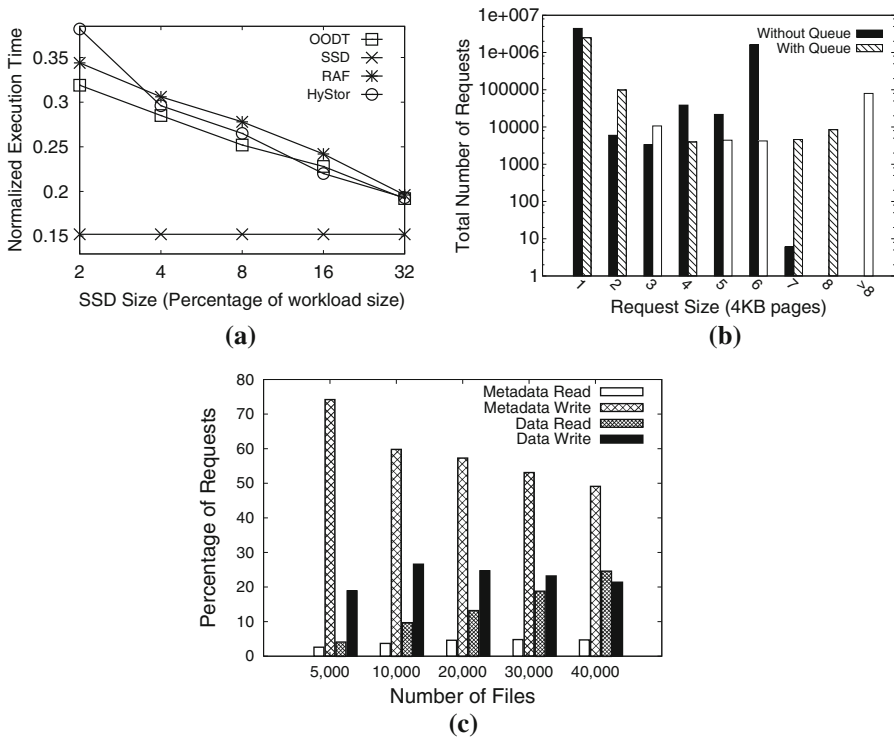 Normalized Execution Time
0.35
0.3
0.25
0.2
0.15
OODT
SSD
RAF
HyStor
2 4 8 16 32
SSD Size (Percentage of workload size)
(a)
Total Number of Requests
1e+007
1e+006
100000
10000
1000
100
10
1
Without Queue
With Queue
1 2 3 4 5 6 7 8 >8
Request Size (4KB pages)
(b)
Percentage of Requests
80
70
60
50
40
30
20
10
0
Metadata Read
Metadata Write
Data Read
Data Write
5,000 10,000 20,000 30,000 40,000
Number of Files
(c)